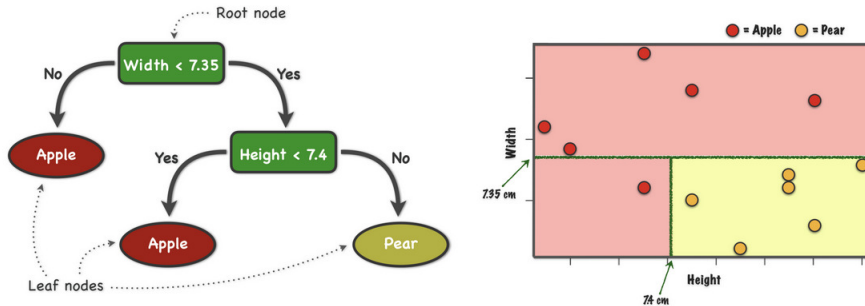 Root node
Width < 7.35
No
Yes
Apple
Height < 7.4
Yes
No
Apple
Pear
Leaf nodes
= Apple
= Pear
Width
7.35 cm
7.4 cm
Height